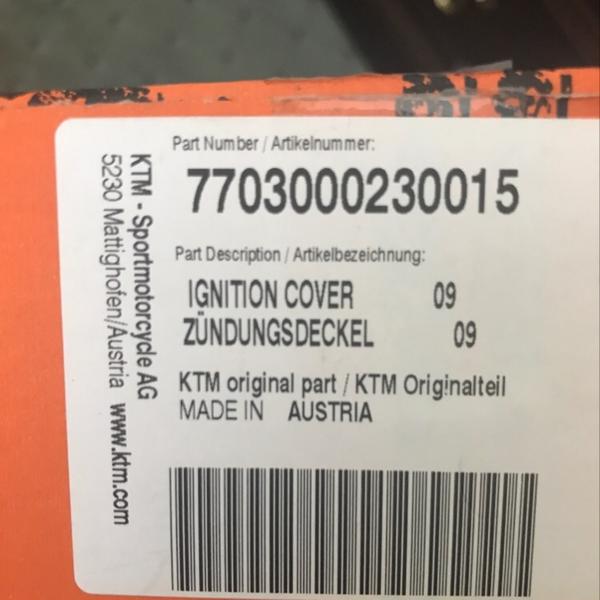 Part Number / Artikelnummer:
7703000230015
Part Description / Artikelbezeichnung:
IGNITION COVER 09
ZÜNDUNGSDECKEL 09
KTM original part / KTM Originalteil
MADE IN AUSTRIA
KTM - Sportmotorcycle AG
5230 Mattighofen/Austria www.ktm.com